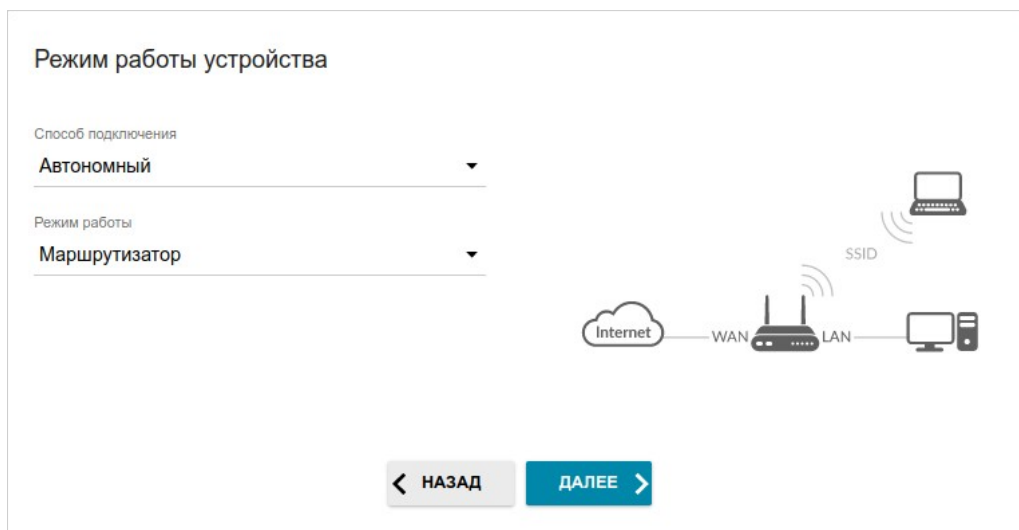 Режим работы устройства
Способ подключения
Автономный
Режим работы
Маршрутизатор
SSID
Internet
WAN
LAN
НАЗАД
ДАЛЕЕ